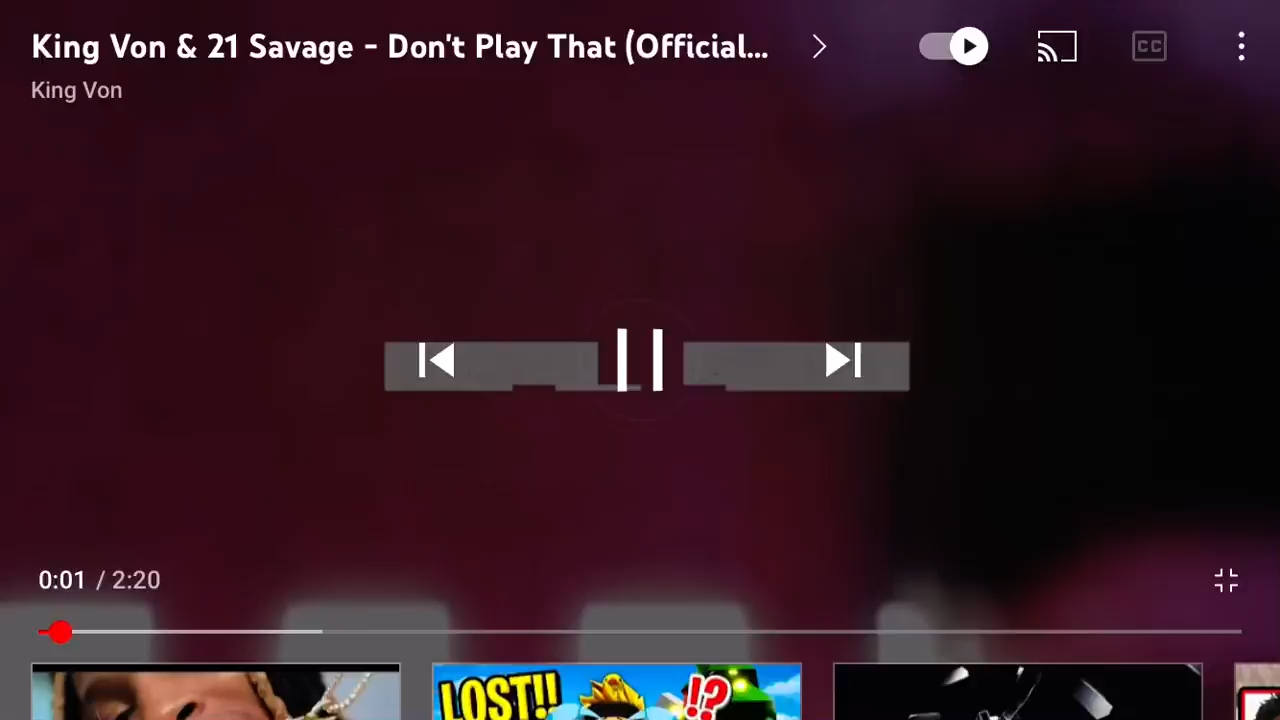 King Von & 21 Savage - Don't Play That (Official...
King Von
CC
0:01 / 2:20
LOST!!
!?